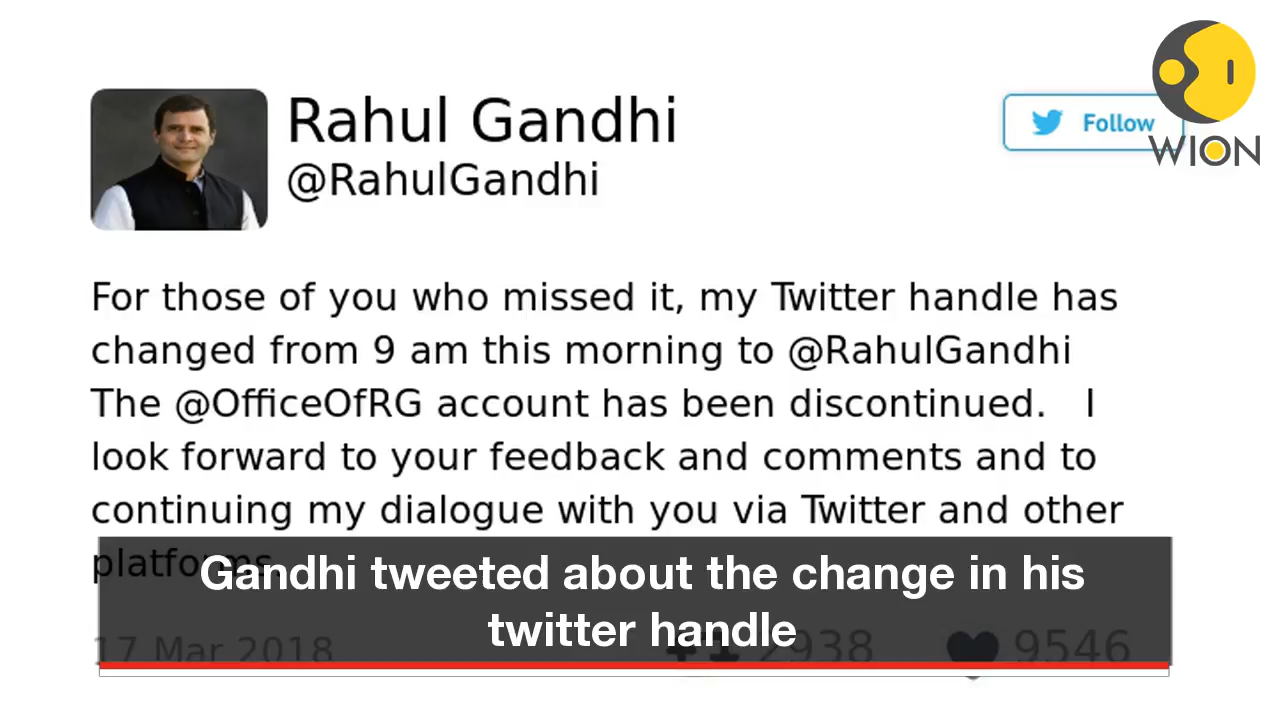 Rahul Gandhi
@RahulGandhi
Follow
WION
For those of you who missed it, my Twitter handle has
changed from 9 am this morning to @RahulGandhi
The @OfficeOfRG account has been discontinued. I
look forward to your feedback and comments and to
continuing my dialogue with you via Twitter and other
platforms.
Gandhi tweeted about the change in his
twitter handle
17 Mar 2018
2938
9546